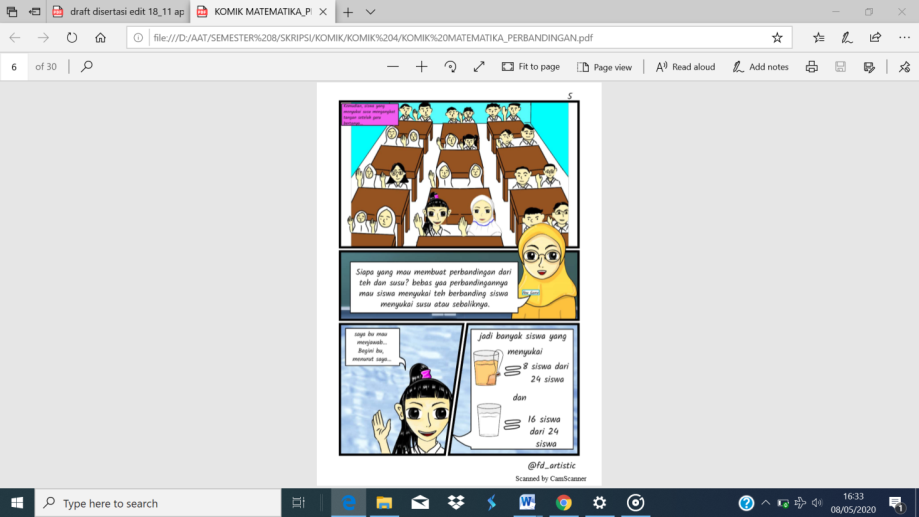 draft disertasi edit 18_11 ap
KOMIK MATEMATIKA_PI
file:///D:/AAT/SEMESTER%208/SKRIPSI/KOMIK/KOMIK%204/KOMIK%20MATEMATIKA_PERBANDINGAN.pdf
6 of 30
Fit to page
Page view
Read aloud
Add notes
5
Siapa yang mau membuat perbandingan dari
teh dan susu? bebas yaa perbandingannya
mau siswa menyukai teh berbanding siswa
menyukai susu atau sebaliknya.
saya bu mau
menjawab...
Begini bu,
menurut saya...
jadi banyak siswa yang
menyukai
= 8 siswa dari
24 siswa
dan
= 16 siswa
dari 24
siswa
@fd_artistic
Scanned by CamScanner
Type here to search
16:33
08/05/2020
1